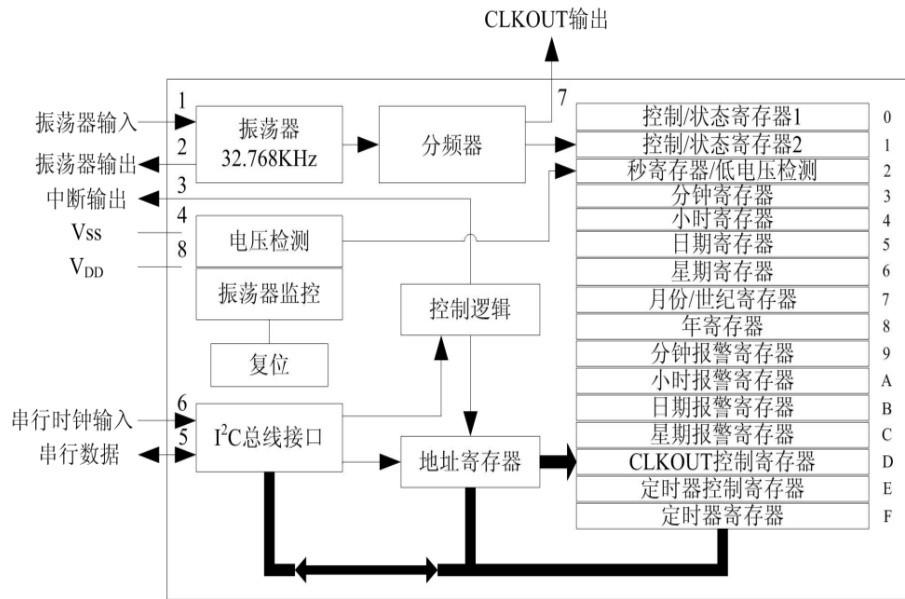 CLKOUT输出
1
振荡器输入
2
振荡器输出
3
中断输出
4
Vss
8
VDD
振荡器
32.768KHz
分频器
7
电压检测
振荡器监控
复位
控制逻辑
6
串行时钟输入
5
串行数据
I²C总线接口
地址寄存器
控制/状态寄存器1 0
控制/状态寄存器2 1
秒寄存器/低电压检测 2
分钟寄存器 3
小时寄存器 4
日期寄存器 5
星期寄存器 6
月份/世纪寄存器 7
年寄存器 8
分钟报警寄存器 9
小时报警寄存器 A
日期报警寄存器 B
星期报警寄存器 C
CLKOUT控制寄存器 D
定时器控制寄存器 E
定时器寄存器 F